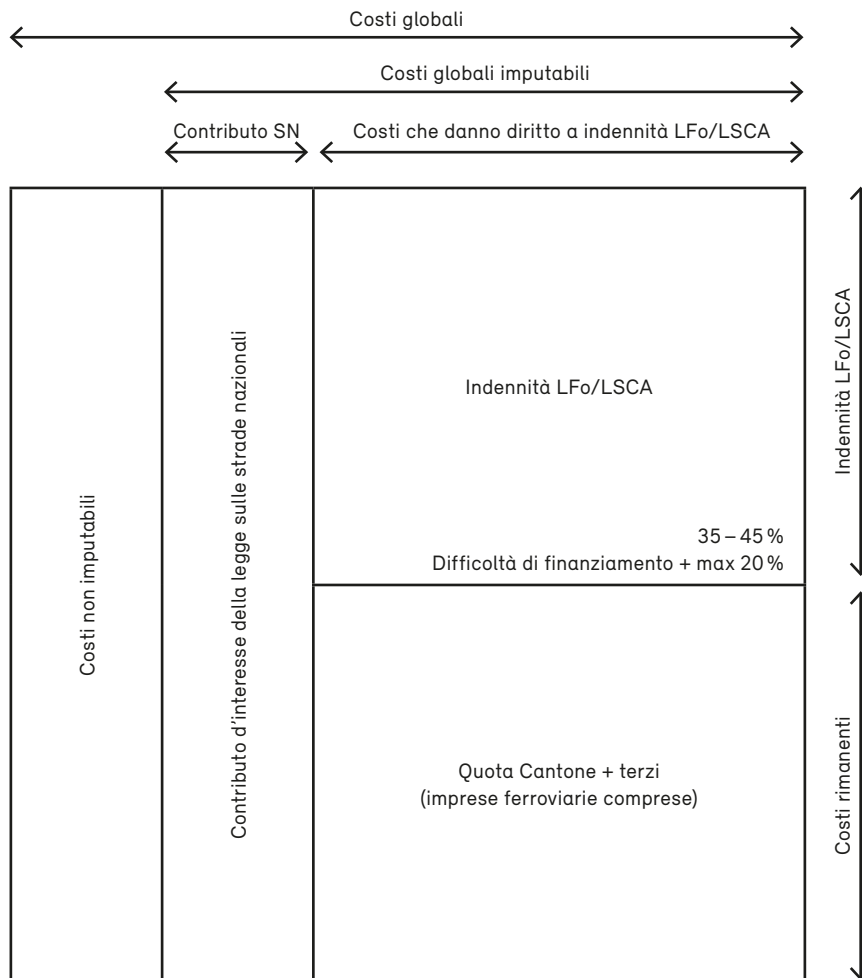 Costi globali
Costi globali imputabili
Contributo SN
Costi che danno diritto a indennità LFo/LSCA
Costi non imputabili
Contributo d’interesse della legge sulle strade nazionali
Indennità LFo/LSCA
35 – 45 %
Difficoltà di finanziamento + max 20 %
Quota Cantone + terzi
(imprese ferroviarie comprese)
Indennità LFo/LSCA
Costi rimanenti